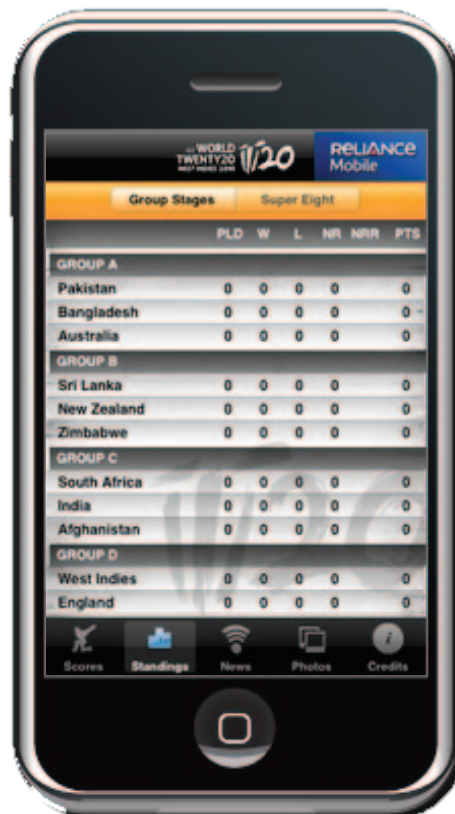 ICC WORLD
TWENTY20
WEST INDIES 2010
T/20
RELIANCE
Mobile
Group Stages Super Eight
PLD W L NR NRR PTS
GROUP A
Pakistan 0 0 0 0 0
Bangladesh 0 0 0 0 0
Australia 0 0 0 0 0
GROUP B
Sri Lanka 0 0 0 0 0
New Zealand 0 0 0 0 0
Zimbabwe 0 0 0 0 0
GROUP C
South Africa 0 0 0 0 0
India 0 0 0 0 0
Afghanistan 0 0 0 0 0
GROUP D
West Indies 0 0 0 0 0
England 0 0 0 0 0
Scores Standings News Photos Credits